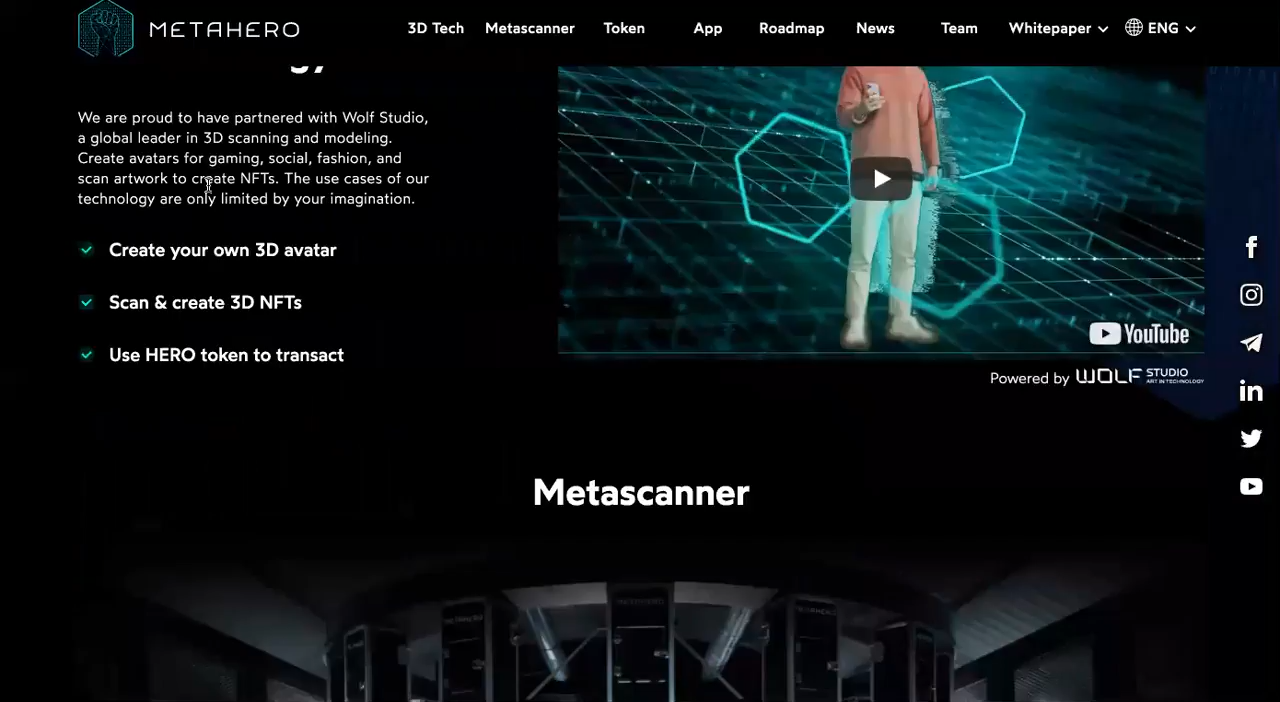 METAHERO
3D Tech
Metascanner
Token
App
Roadmap
News
Team
Whitepaper
ENG
We are proud to have partnered with Wolf Studio,
a global leader in 3D scanning and modeling.
Create avatars for gaming, social, fashion, and
scan artwork to create NFTs. The use cases of our
technology are only limited by your imagination.
Create your own 3D avatar
Scan & create 3D NFTs
Use HERO token to transact
YouTube
Powered by WOLF STUDIO
ART IN TECHNOLOGY
Metascanner
METAHERO
METAHERO
METAHERO